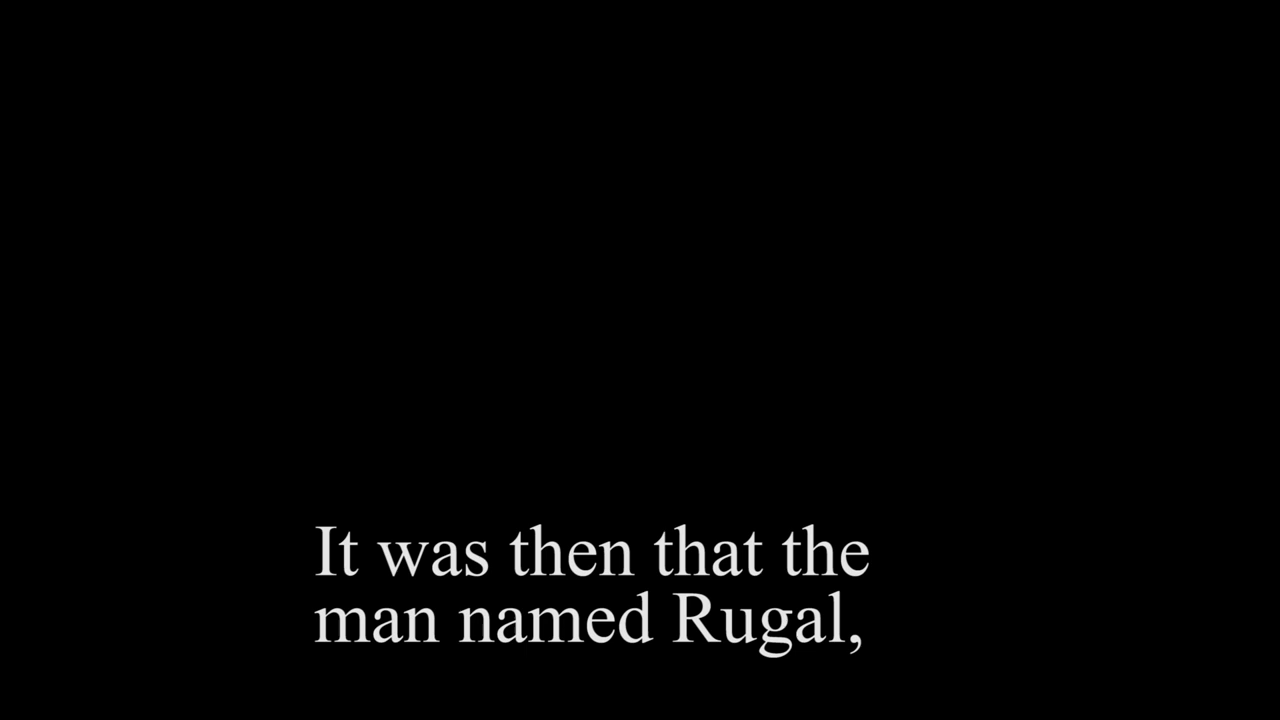 It was then that the
man named Rugal,